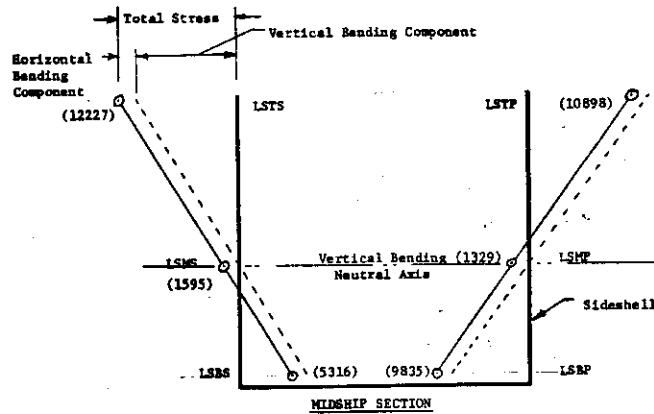 Total Stress
Vertical Bending Component
Horizontal
Bending
Component
(12227)
LSTS
LSTP
(10898)
LSMS
Vertical Bending (1329)
Neutral Axis
LSMP
(1595)
Sideshell
LSBS
(5316)
(9835)
LSBP
MIDSHIP SECTION